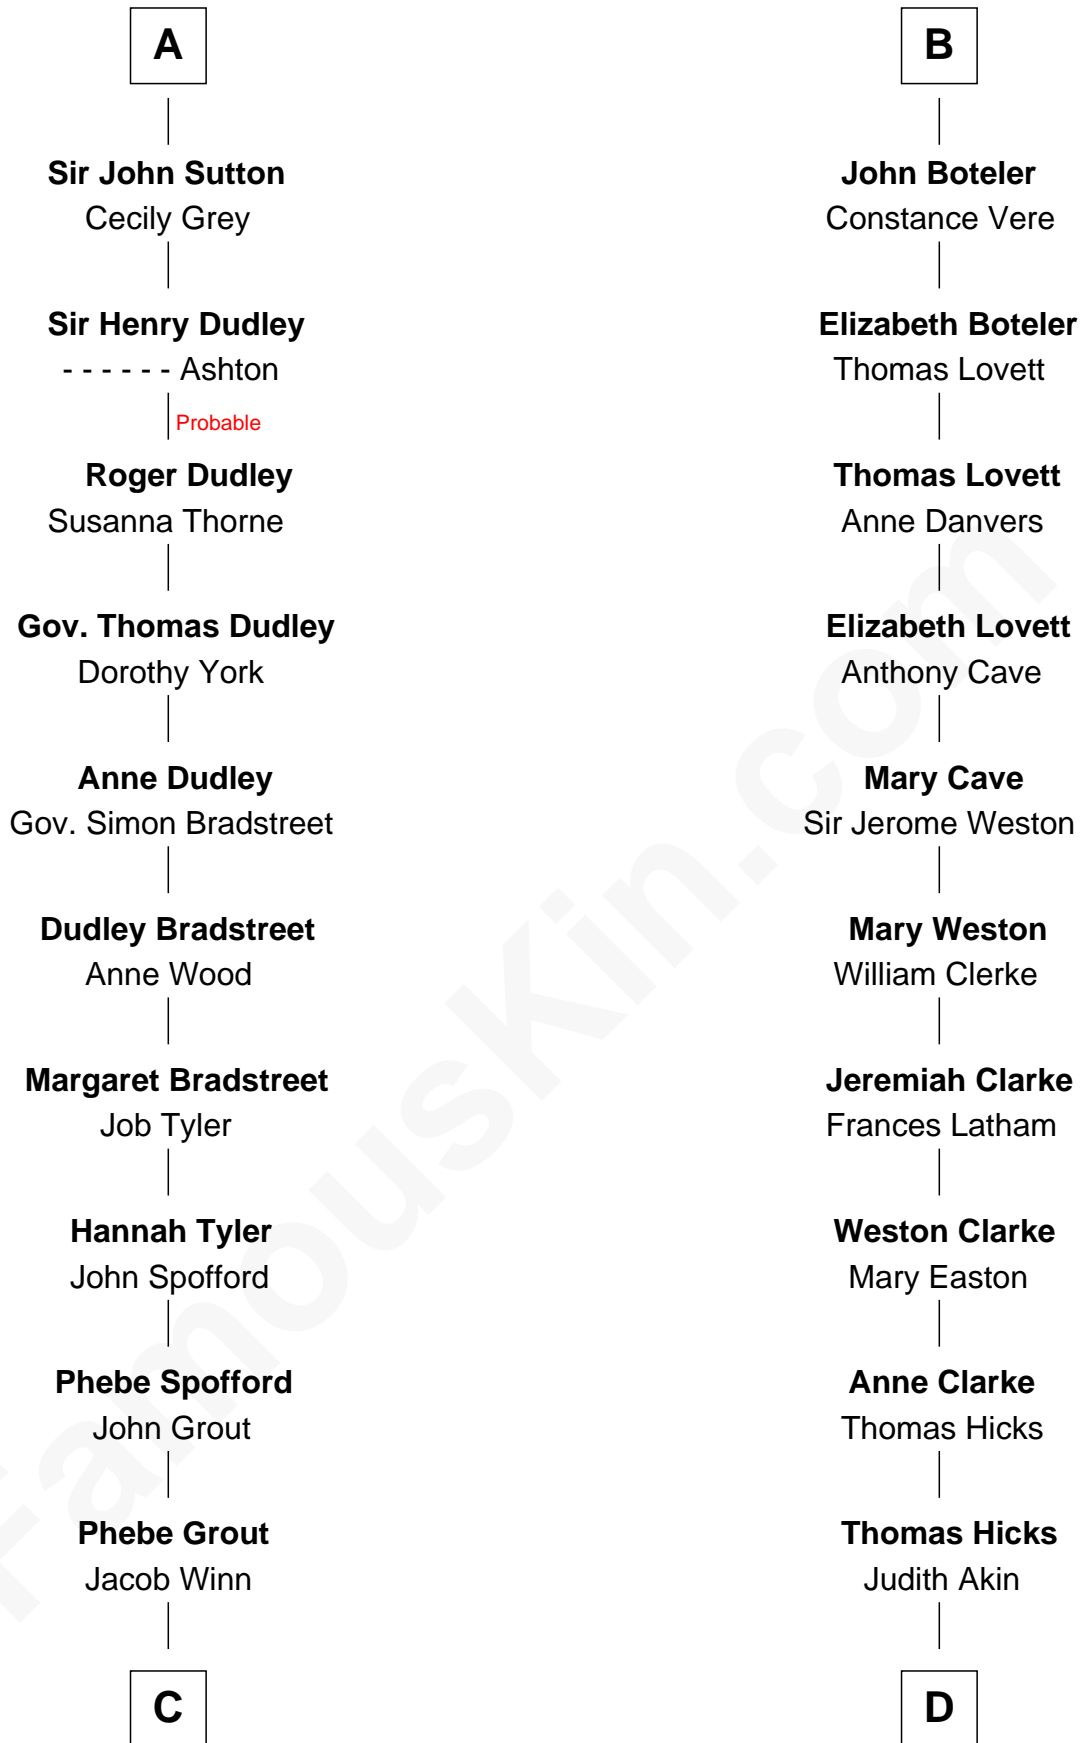 A
Sir John Sutton
Cecily Grey
Sir Henry Dudley
- - - - - - Ashton
Probable
Roger Dudley
Susanna Thorne
Gov. Thomas Dudley
Dorothy York
Anne Dudley
Gov. Simon Bradstreet
Dudley Bradstreet
Anne Wood
Margaret Bradstreet
Job Tyler
Hannah Tyler
John Spofford
Phebe Spofford
John Grout
Phebe Grout
Jacob Winn
C
B
John Boteler
Constance Vere
Elizabeth Boteler
Thomas Lovett
Thomas Lovett
Anne Danvers
Elizabeth Lovett
Anthony Cave
Mary Cave
Sir Jerome Weston
Mary Weston
William Clerke
Jeremiah Clarke
Frances Latham
Weston Clarke
Mary Easton
Anne Clarke
Thomas Hicks
Thomas Hicks
Judith Akin
D
FamousKin.com